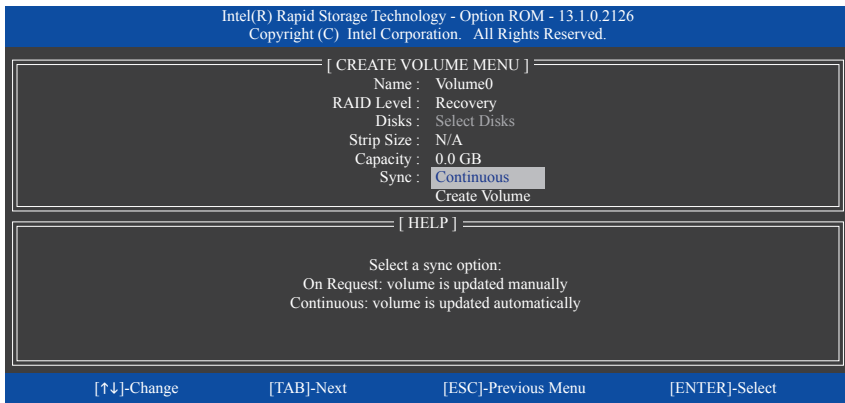 Intel(R) Rapid Storage Technology - Option ROM - 13.1.0.2126
Copyright (C) Intel Corporation. All Rights Reserved.
[ CREATE VOLUME MENU ]
Name : Volume0
RAID Level : Recovery
Disks : Select Disks
Strip Size : N/A
Capacity : 0.0 GB
Sync : Continuous
Create Volume
[ HELP ]
Select a sync option:
On Request: volume is updated manually
Continuous: volume is updated automatically
[↑↓]-Change [TAB]-Next [ESC]-Previous Menu [ENTER]-Select